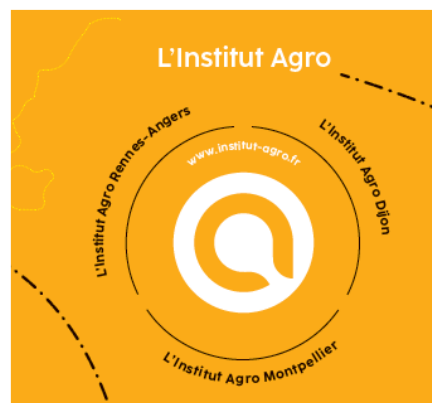 L'Institut Agro
www.institut-agro.fr
L'Institut Agro Rennes-Angers
L'Institut Agro Dijon
L'Institut Agro Montpellier